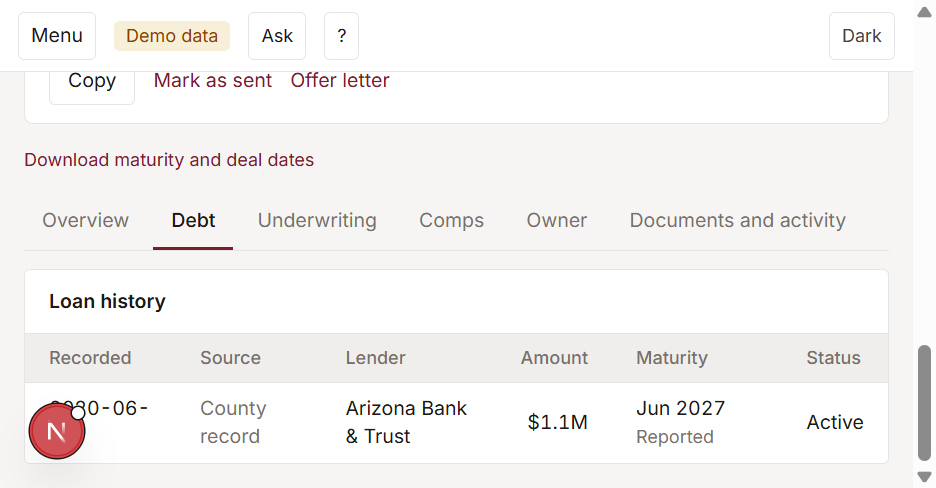 Menu
Demo data
Ask
?
Dark
Copy
Mark as sent
Offer letter
Download maturity and deal dates
Overview
Debt
Underwriting
Comps
Owner
Documents and activity
Loan history
Recorded
Source
Lender
Amount
Maturity
Status
County
record
Arizona Bank
& Trust
$1.1M
Jun 2027
Reported
Active
N